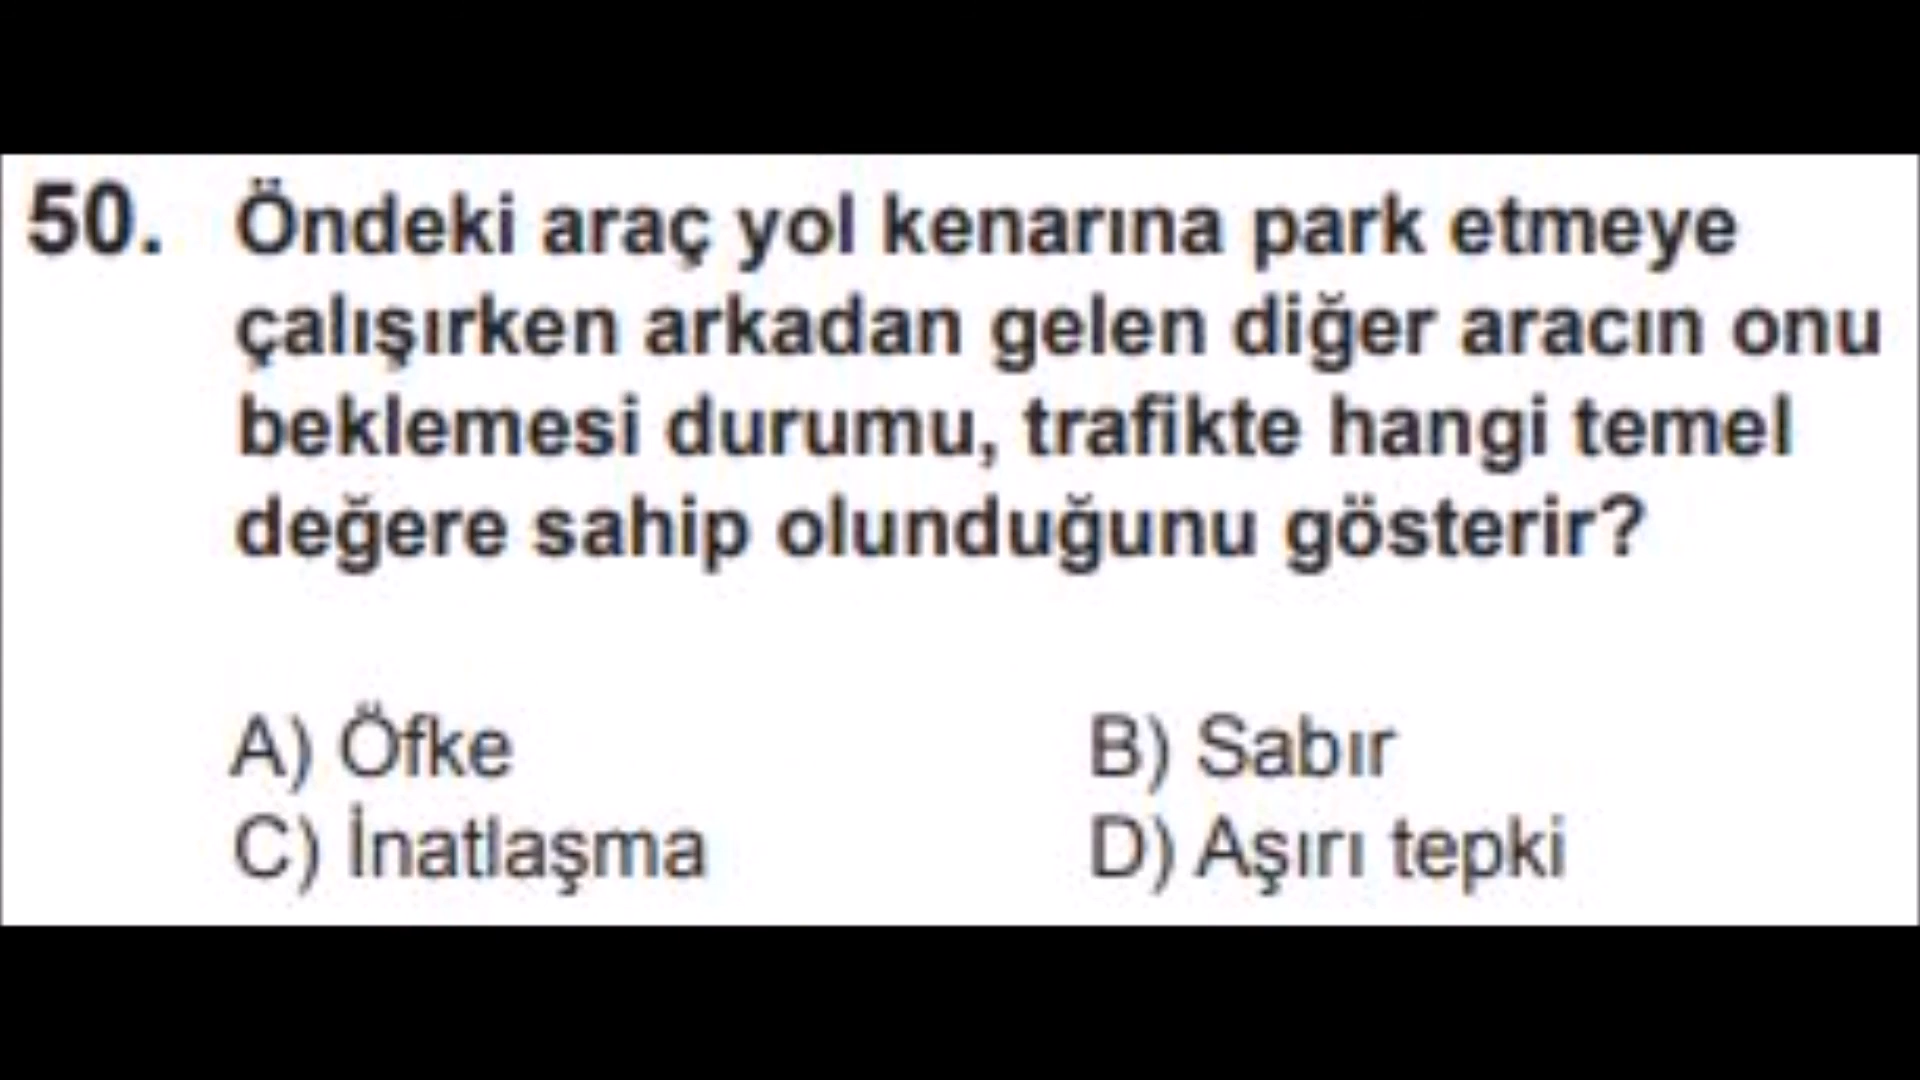 50. Öndeki araç yol kenarına park etmeye
çalışırken arkadan gelen diğer aracın onu
beklemesi durumu, trafikte hangi temel
değere sahip olunduğunu gösterir?
A) Öfke B) Sabır
C) İnatlaşma D) Aşırı tepki